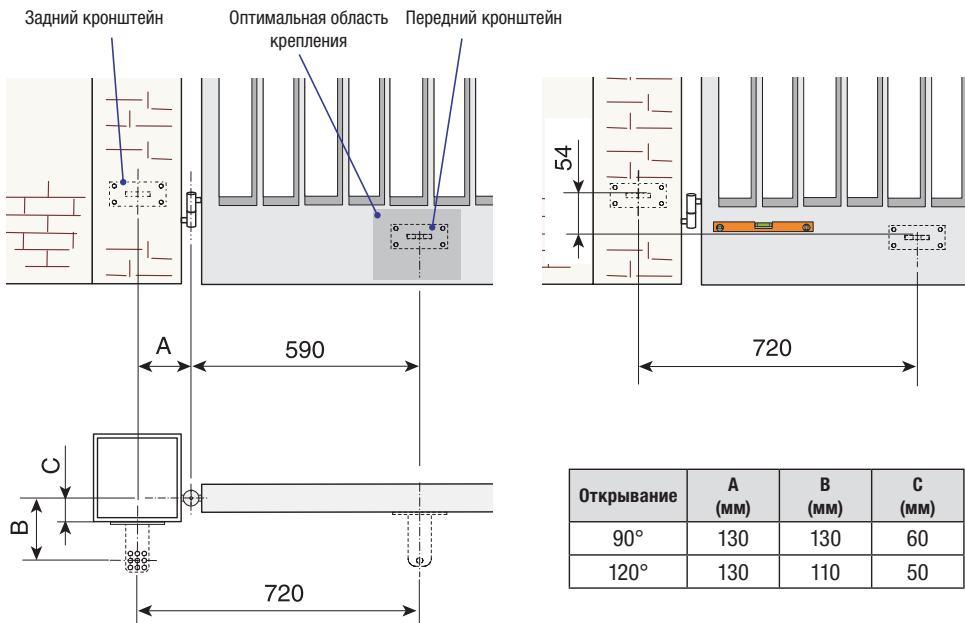 Задний кронштейн
Оптимальная область
крепления
Передний кронштейн
54
A
590
720
C
B
720
Открывание A (мм) B (мм) C (мм)
90° 130 130 60
120° 130 110 50